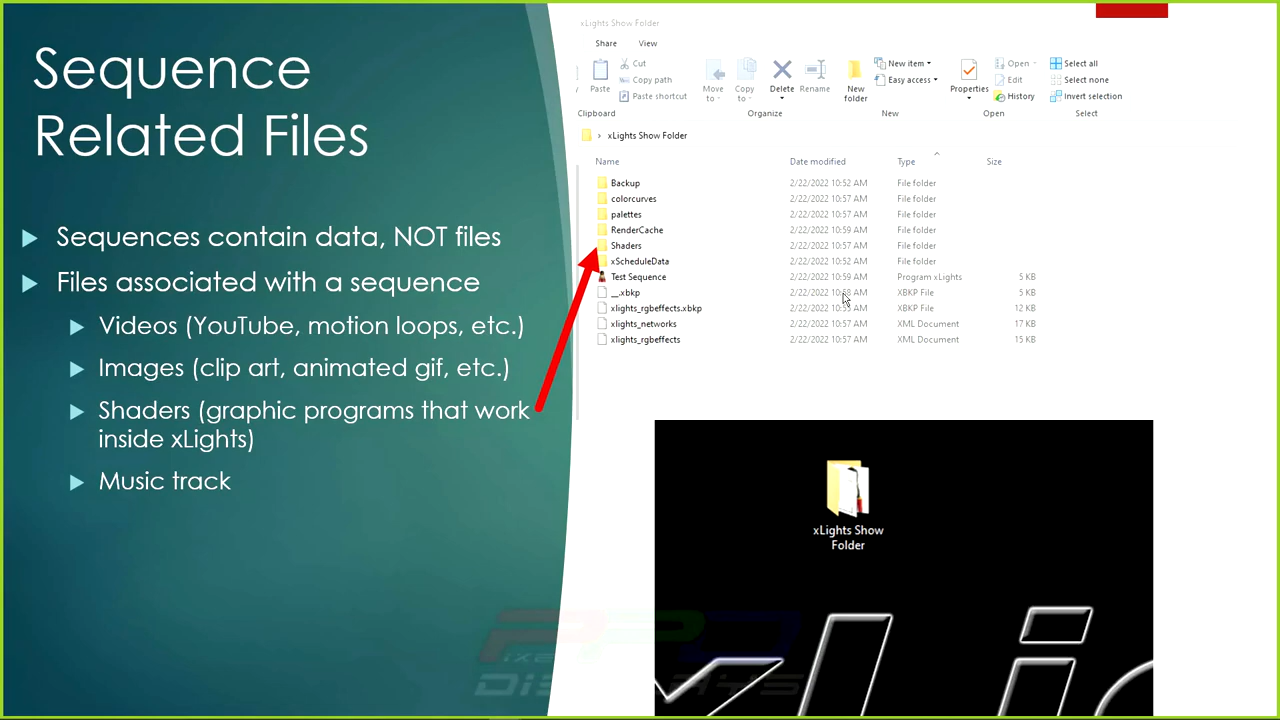 Sequence
Related Files
Sequences contain data, NOT files
Files associated with a sequence
Videos (YouTube, motion loops, etc.)
Images (clip art, animated gif, etc.)
Shaders (graphic programs that work
inside xLights)
Music track
xLights Show Folder
Share View
Paste Cut Copy path Paste shortcut
Move to Copy to Delete Rename New folder
New item Easy access
Properties Open Edit History
Select all Select none Invert selection
Clipboard Organize New Open Select
› xLights Show Folder
Name Date modified Type Size
Backup 2/22/2022 10:52 AM File folder
colorcurves 2/22/2022 10:57 AM File folder
palettes 2/22/2022 10:57 AM File folder
RenderCache 2/22/2022 10:59 AM File folder
Shaders 2/22/2022 10:57 AM File folder
xScheduleData 2/22/2022 10:52 AM File folder
Test Sequence 2/22/2022 10:59 AM Program xLights 5 KB
__.xbkp 2/22/2022 AM XBKP File 5 KB
xlights_rgbeffects.xbkp 2/22/2022 AM XBKP File 12 KB
xlights_networks 2/22/2022 10:57 AM XML Document 17 KB
xlights_rgbeffects 2/22/2022 10:57 AM XML Document 15 KB
xLights Show
Folder
PPD